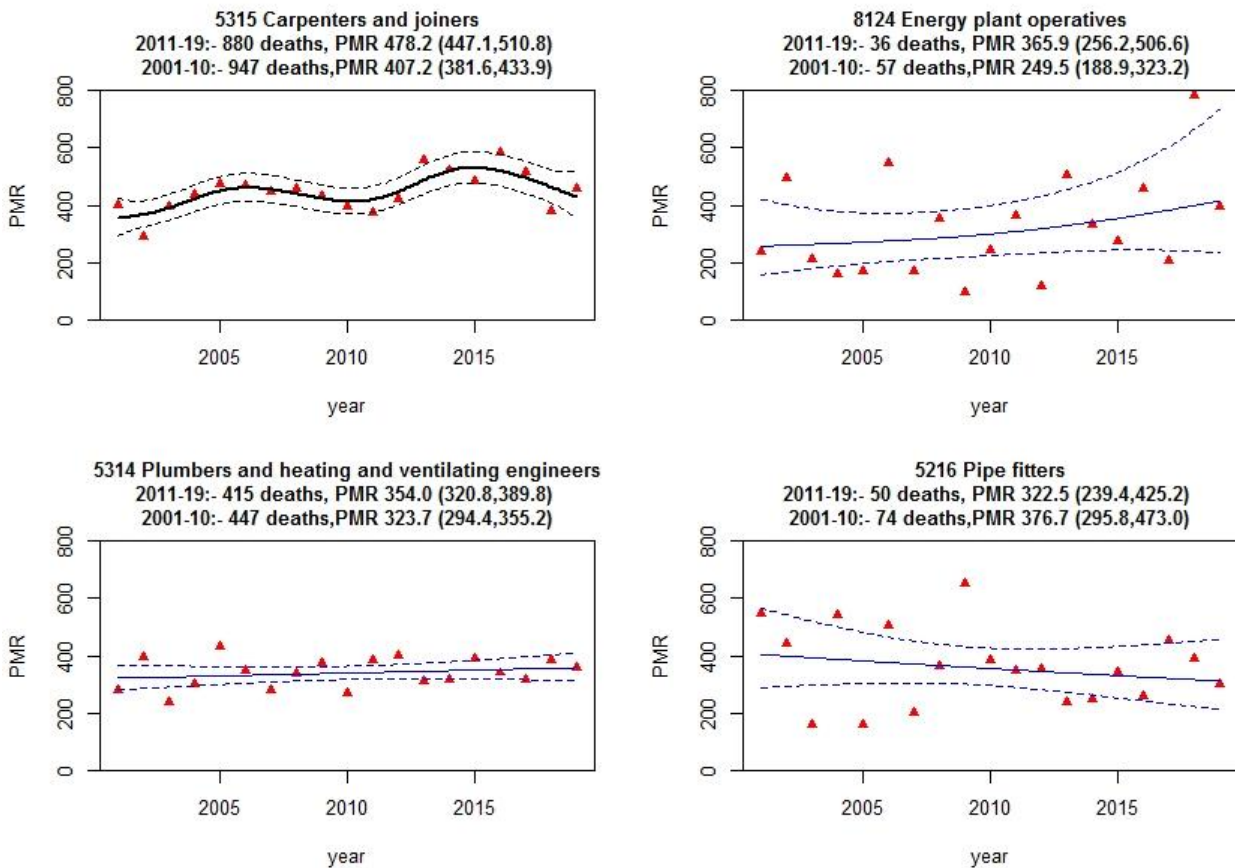 5315 Carpenters and joiners
2011-19:- 880 deaths, PMR 478.2 (447.1,510.8)
2001-10:- 947 deaths,PMR 407.2 (381.6,433.9)
800
600
400
200
0
PMR
2005
2010
2015
year
8124 Energy plant operatives
2011-19:- 36 deaths, PMR 365.9 (256.2,506.6)
2001-10:- 57 deaths,PMR 249.5 (188.9,323.2)
800
600
400
200
0
PMR
2005
2010
2015
year
5314 Plumbers and heating and ventilating engineers
2011-19:- 415 deaths, PMR 354.0 (320.8,389.8)
2001-10:- 447 deaths,PMR 323.7 (294.4,355.2)
800
600
400
200
0
PMR
2005
2010
2015
year
5216 Pipe fitters
2011-19:- 50 deaths, PMR 322.5 (239.4,425.2)
2001-10:- 74 deaths,PMR 376.7 (295.8,473.0)
800
600
400
200
0
PMR
2005
2010
2015
year